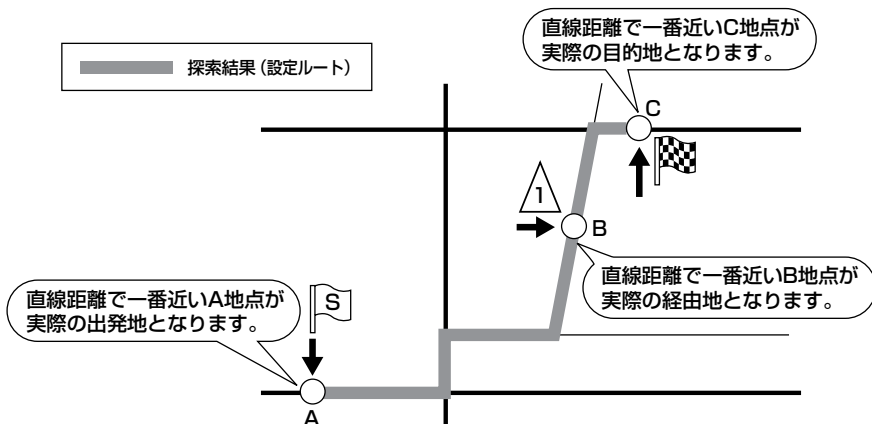 直線距離で一番近いC地点が
実際の目的地となります。
探索結果（設定ルート）
C
1
B
直線距離で一番近いB地点が
実際の経由地となります。
直線距離で一番近いA地点が
実際の出発地となります。
S
A